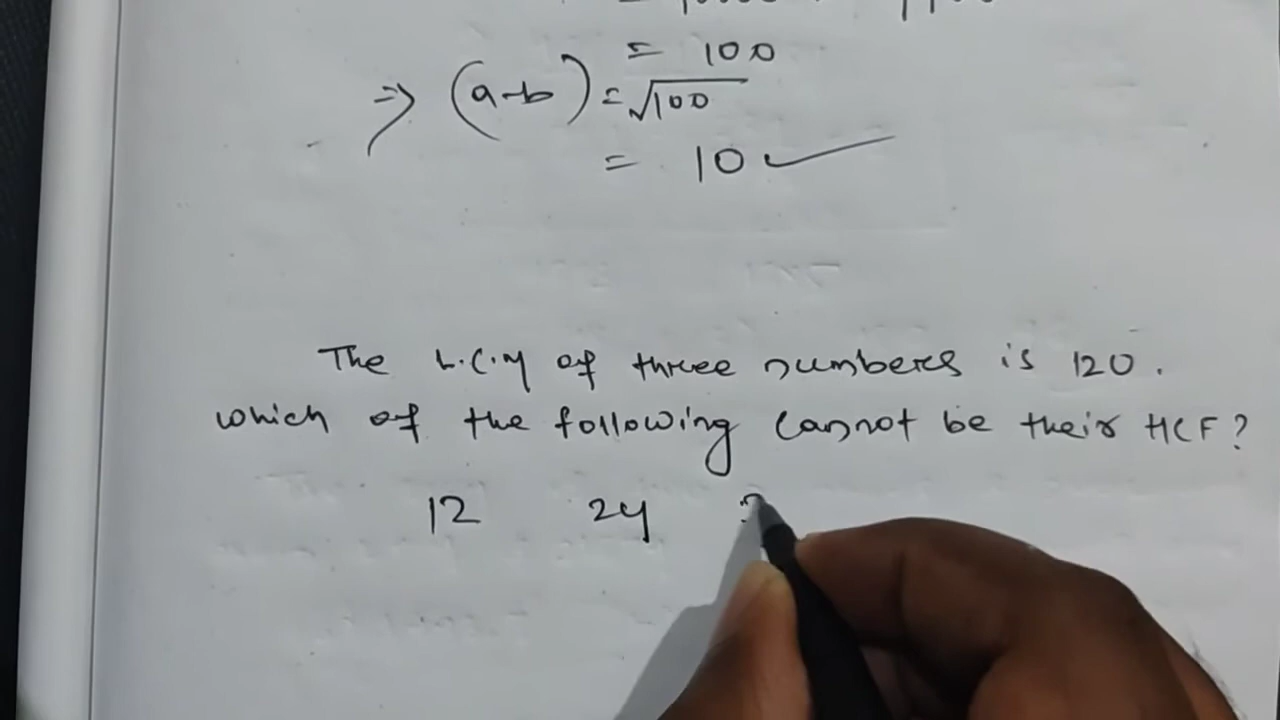 = 100
⇒ (a-b) = √100
= 10 ✓
The L.C.M of three numbers is 120.
which of the following cannot be their HCF?
12 24